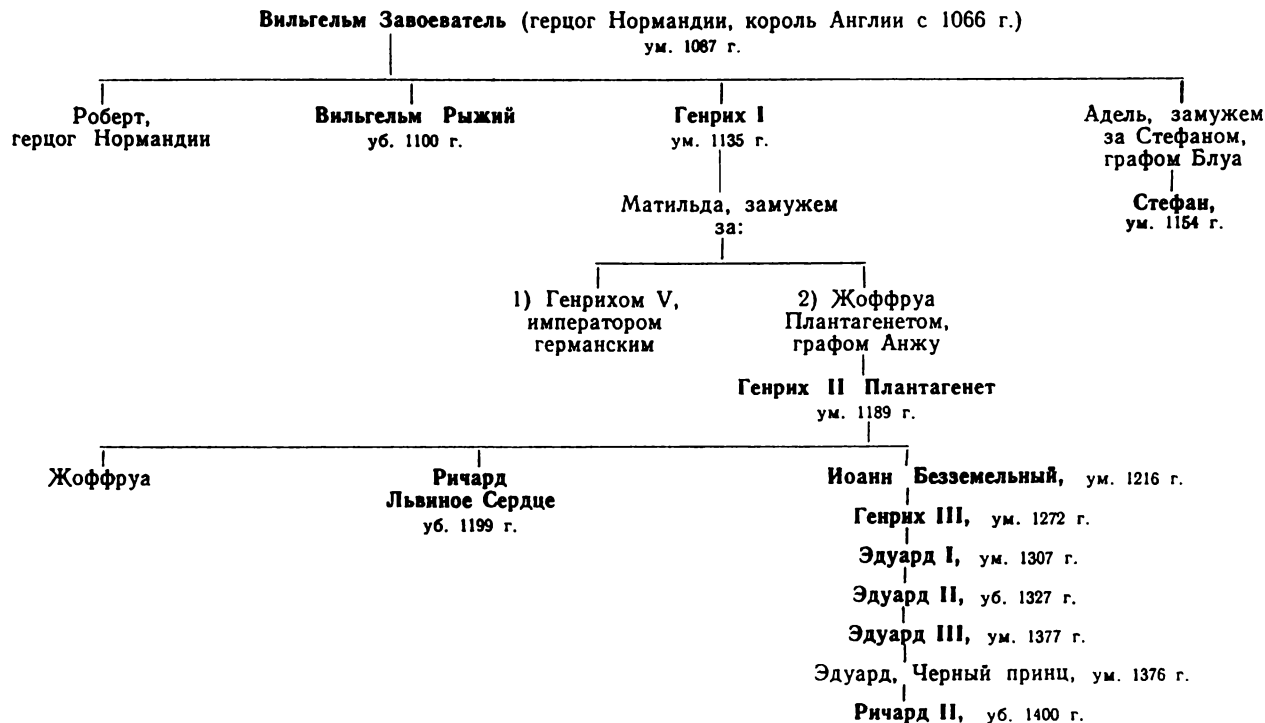 Вильгельм Завоеватель (герцог Нормандии, король Англии с 1066 г.)
ум. 1087 г.
Роберт,
герцог Нормандии
Вильгельм Рыжий
уб. 1100 г.
Генрих I
ум. 1135 г.
Адель, замужем
за Стефаном,
графом Блуа
Стефан,
ум. 1154 г.
Матильда, замужем
за:
1) Генрихом V,
императором
германским
2) Жоффруа
Плантагенетом,
графом Анжу
Генрих II Плантагенет
ум. 1189 г.
Жоффруа
Ричард
Львиное Сердце
уб. 1199 г.
Иоанн Безземельный, ум. 1216 г.
Генрих III, ум. 1272 г.
Эдуард I, ум. 1307 г.
Эдуард II, уб. 1327 г.
Эдуард III, ум. 1377 г.
Эдуард, Черный принц, ум. 1376 г.
Ричард II, уб. 1400 г.